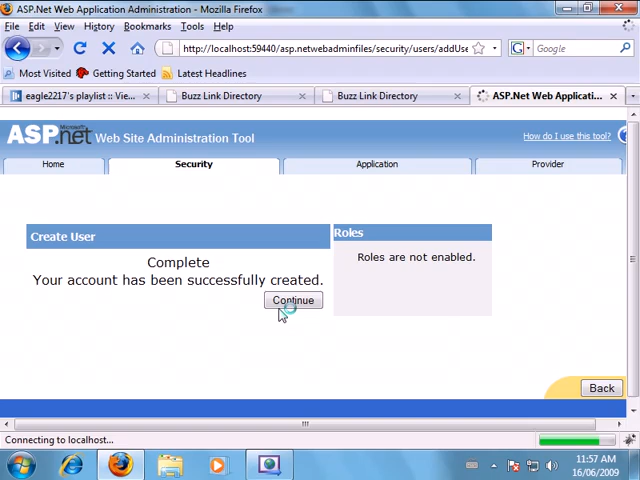 ASP.Net Web Application Administration - Mozilla Firefox
File Edit View History Bookmarks Tools Help
http://localhost:59440/asp.netwebadminfiles/security/users/addUse
G Google
Most Visited Getting Started Latest Headlines
eagle2217's playlist :: Vie... Buzz Link Directory Buzz Link Directory ASP.Net Web Applicati...
Microsoft
ASP.net Web Site Administration Tool How do I use this tool? ?
Home Security Application Provider
Create User
Complete
Your account has been successfully created.
Continue
Roles
Roles are not enabled.
Back
Connecting to localhost...
11:57 AM
16/06/2009